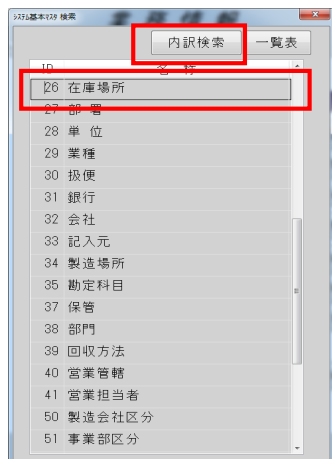 ｼｽﾃﾑ基本ﾏｽﾀ 検索
業務情報
内訳検索 一覧表
ID 名 称
26 在庫場所
27 部 署
28 単 位
29 業種
30 扱便
31 銀行
32 会社
33 記入元
34 製造場所
35 勘定科目
37 保管
38 部門
39 回収方法
40 営業管轄
41 営業担当者
50 製造会社区分
51 事業部区分